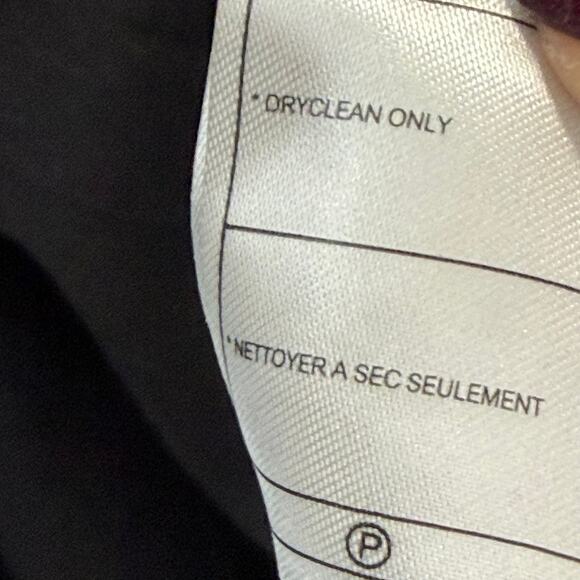 * DRYCLEAN ONLY
* NETTOYER A SEC SEULEMENT
P